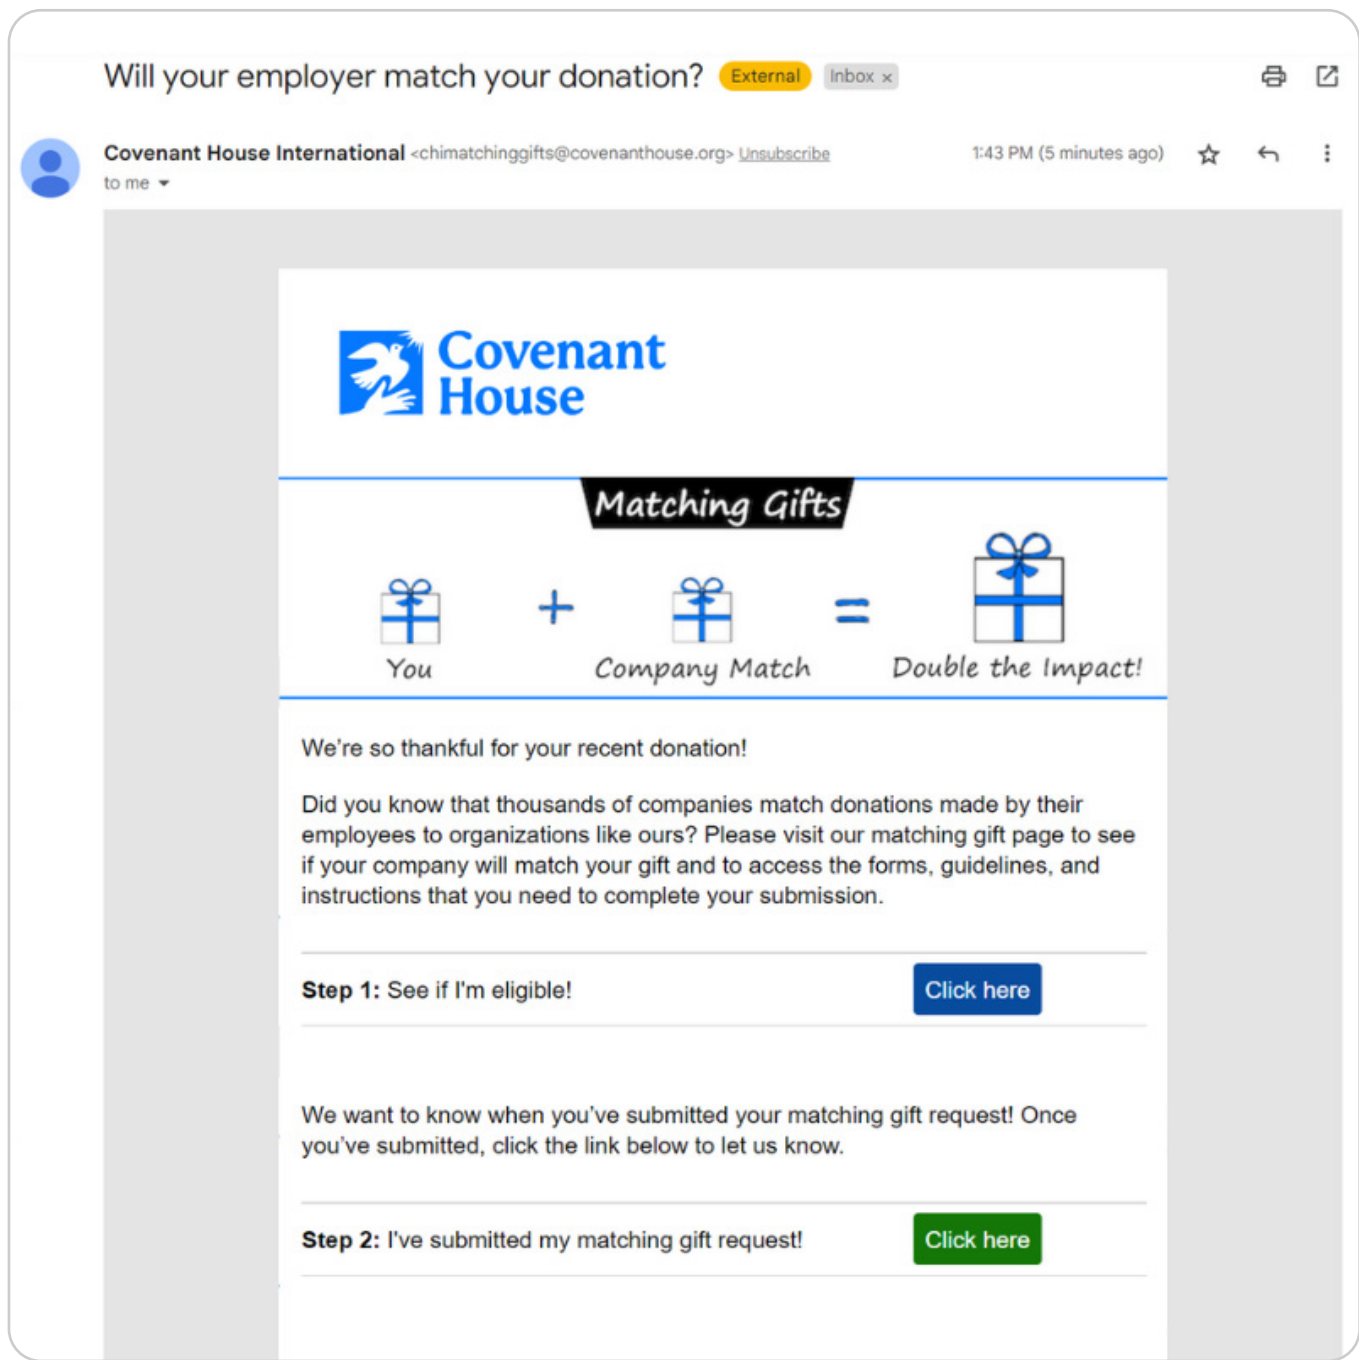 Will your employer match your donation? External Inbox x
Covenant House International <chimatchinggifts@covenanthouse.org> Unsubscribe 1:43 PM (5 minutes ago)
to me
Covenant
House
Matching Gifts
+ =
You Company Match Double the Impact!
We’re so thankful for your recent donation!
Did you know that thousands of companies match donations made by their
employees to organizations like ours? Please visit our matching gift page to see
if your company will match your gift and to access the forms, guidelines, and
instructions that you need to complete your submission.
Step 1: See if I'm eligible! Click here
We want to know when you’ve submitted your matching gift request! Once
you’ve submitted, click the link below to let us know.
Step 2: I've submitted my matching gift request! Click here